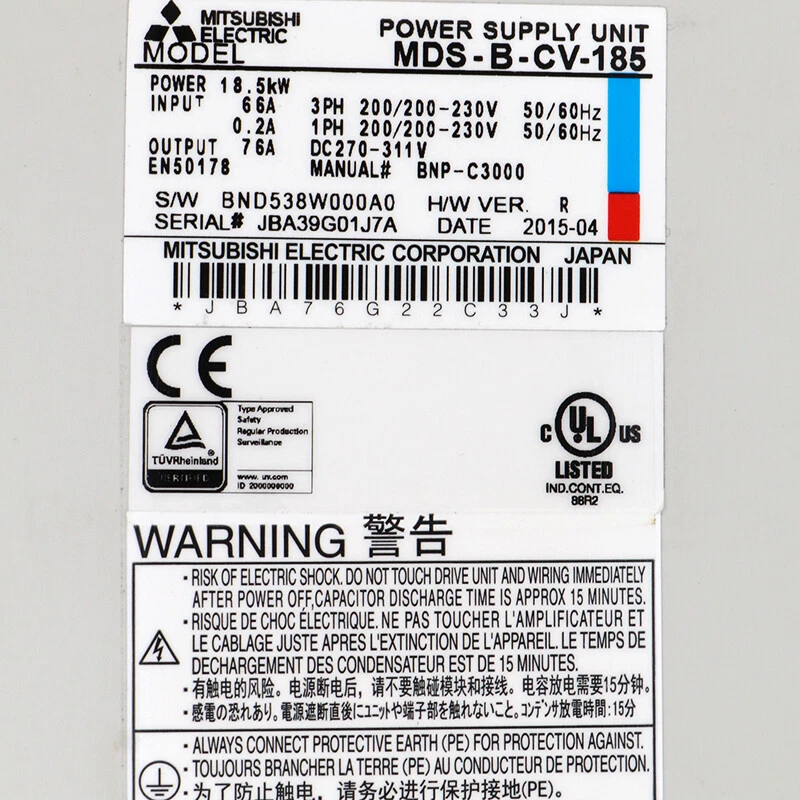 MITSUBISHI
ELECTRIC
POWER SUPPLY UNIT
MODEL
MDS-B-CV-185
POWER 18.5kW
INPUT 66A 3PH 200/200-230V 50/60Hz
0.2A 1PH 200/200-230V 50/60Hz
OUTPUT 76A DC270-311V
EN50178 MANUAL# BNP-C3000
S/W BND538W000A0 H/W VER. R
SERIAL# JBA39G01J7A DATE 2015-04
MITSUBISHI ELECTRIC CORPORATION JAPAN
*JBA76G22C33J*
CE
TÜVRheinland
CERTIFIED
Type Approved
Safety
Regular Production
Surveillance
www.tuv.com
ID 2000000000
C UL US
®
LISTED
IND.CONT.EQ.
88R2
WARNING 警告
・RISK OF ELECTRIC SHOCK. DO NOT TOUCH DRIVE UNIT AND WIRING IMMEDIATELY
AFTER POWER OFF,CAPACITOR DISCHARGE TIME IS APPROX 15 MINUTES.
・RISQUE DE CHOC ÉLECTRIQUE. NE PAS TOUCHER L'AMPLIFICATEUR ET
LE CABLAGE JUSTE APRES L'EXTINCTION DE L'APPAREIL. LE TEMPS DE
DECHARGEMENT DES CONDENSATEUR EST DE 15 MINUTES.
・有触电的风险。电源断电后，请不要触碰模块和接线。电容放电需要15分钟。
・感電の恐れあり。電源遮断直後にユニットや端子部を触れないこと。コンデンサ放電時間:15分
・ALWAYS CONNECT PROTECTIVE EARTH (PE) FOR PROTECTION AGAINST.
・TOUJOURS BRANCHER LA TERRE (PE) AU CONDUCTEUR DE PROTECTION.
・为了防止触电，请务必进行保护接地(PE)。